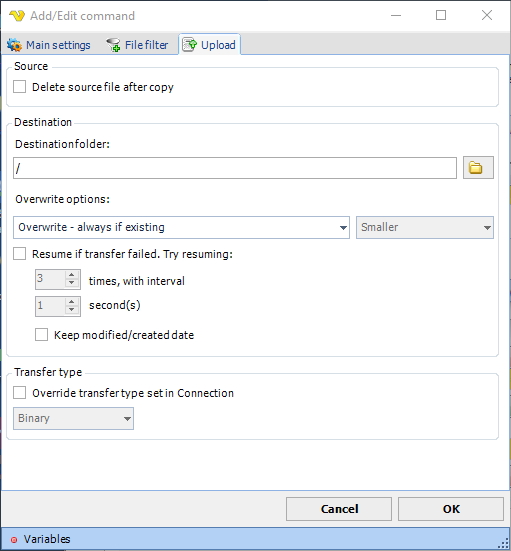 Add/Edit command
Main settings File filter Upload
Source
Delete source file after copy
Destination
Destinationfolder:
/
Overwrite options:
Overwrite - always if existing Smaller
Resume if transfer failed. Try resuming:
3 times, with interval
1 second(s)
Keep modified/created date
Transfer type
Override transfer type set in Connection
Binary
Cancel OK
Variables